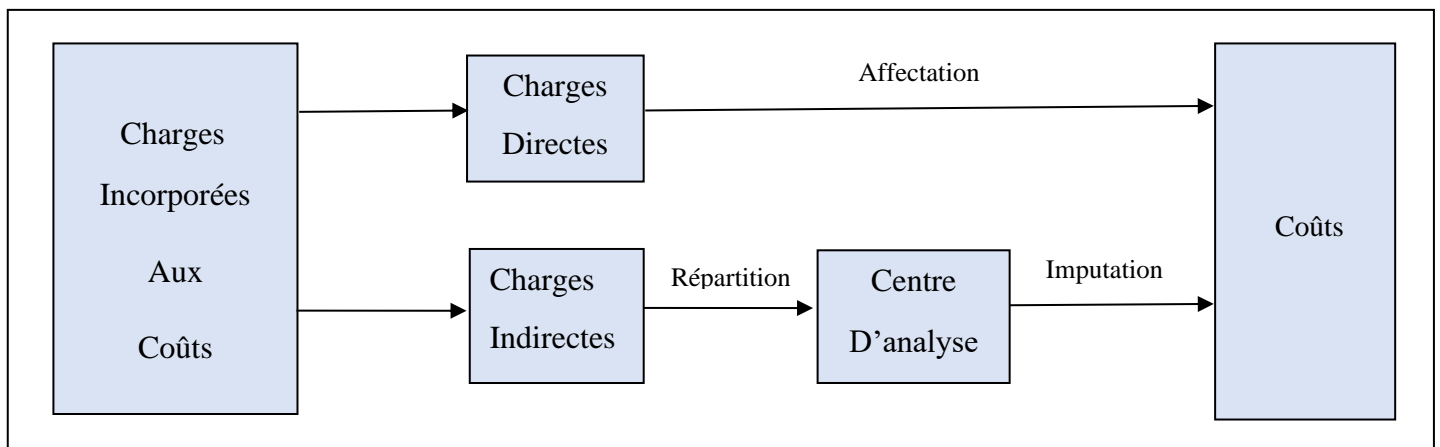 Charges
Incorporées
Aux
Coûts
Charges
Directes
Affectation
Charges
Indirectes
Répartition
Centre
D’analyse
Imputation
Coûts